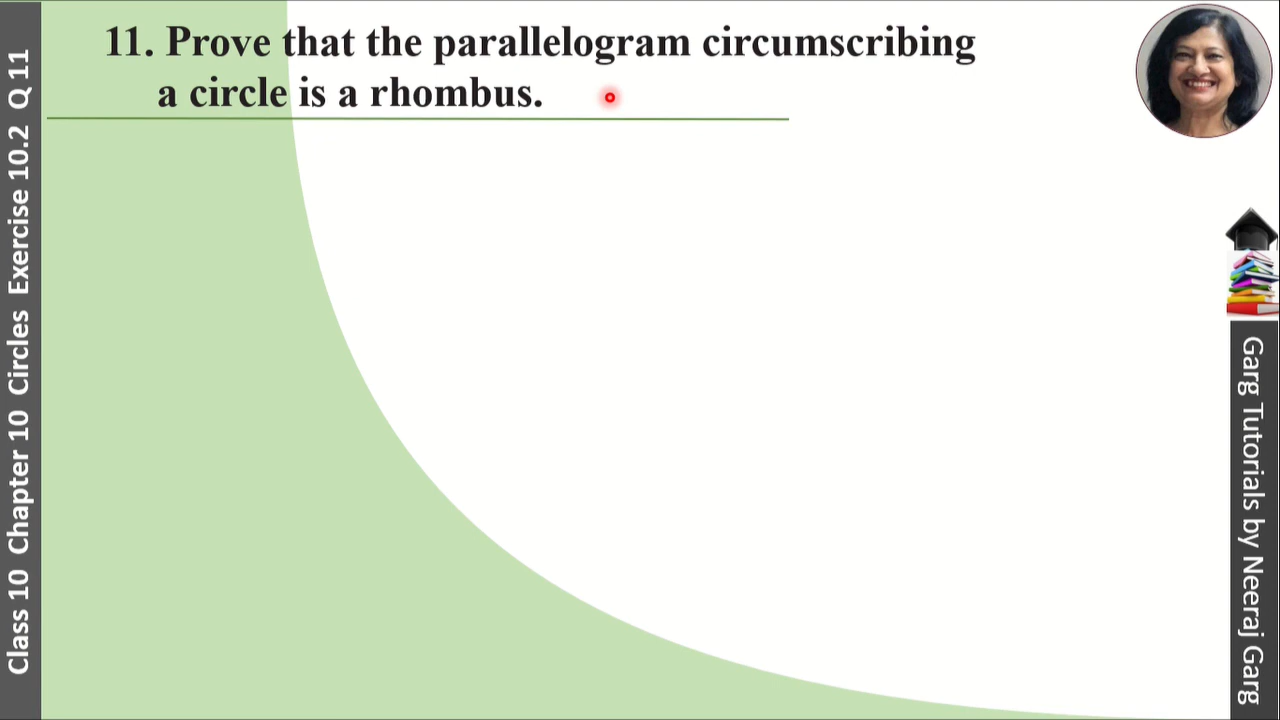 11. Prove that the parallelogram circumscribing
a circle is a rhombus.
Class 10 Chapter 10 Circles Exercise 10.2 Q 11
Garg Tutorials by Neeraj Garg